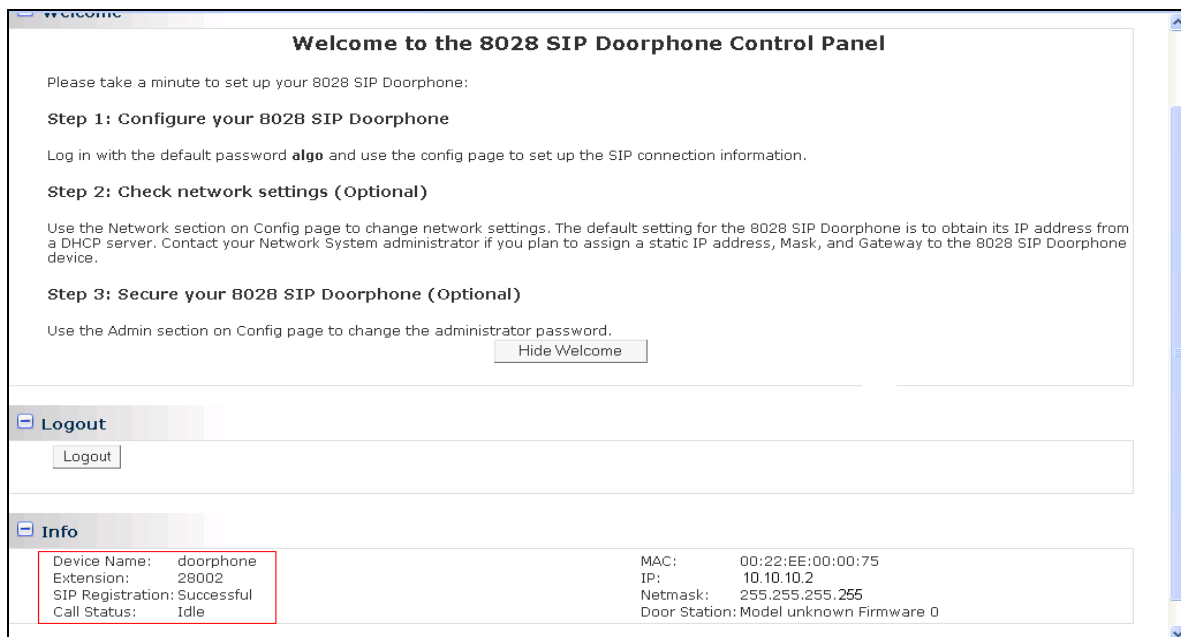 Welcome
Welcome to the 8028 SIP Doorphone Control Panel
Please take a minute to set up your 8028 SIP Doorphone:
Step 1: Configure your 8028 SIP Doorphone
Log in with the default password algo and use the config page to set up the SIP connection information.
Step 2: Check network settings (Optional)
Use the Network section on Config page to change network settings. The default setting for the 8028 SIP Doorphone is to obtain its IP address from
a DHCP server. Contact your Network System administrator if you plan to assign a static IP address, Mask, and Gateway to the 8028 SIP Doorphone
device.
Step 3: Secure your 8028 SIP Doorphone (Optional)
Use the Admin section on Config page to change the administrator password.
Hide Welcome
Logout
Logout
Info
Device Name: doorphone
Extension: 28002
SIP Registration: Successful
Call Status: Idle
MAC: 00:22:EE:00:00:75
IP: 10.10.10.2
Netmask: 255.255.255.255
Door Station: Model unknown Firmware 0